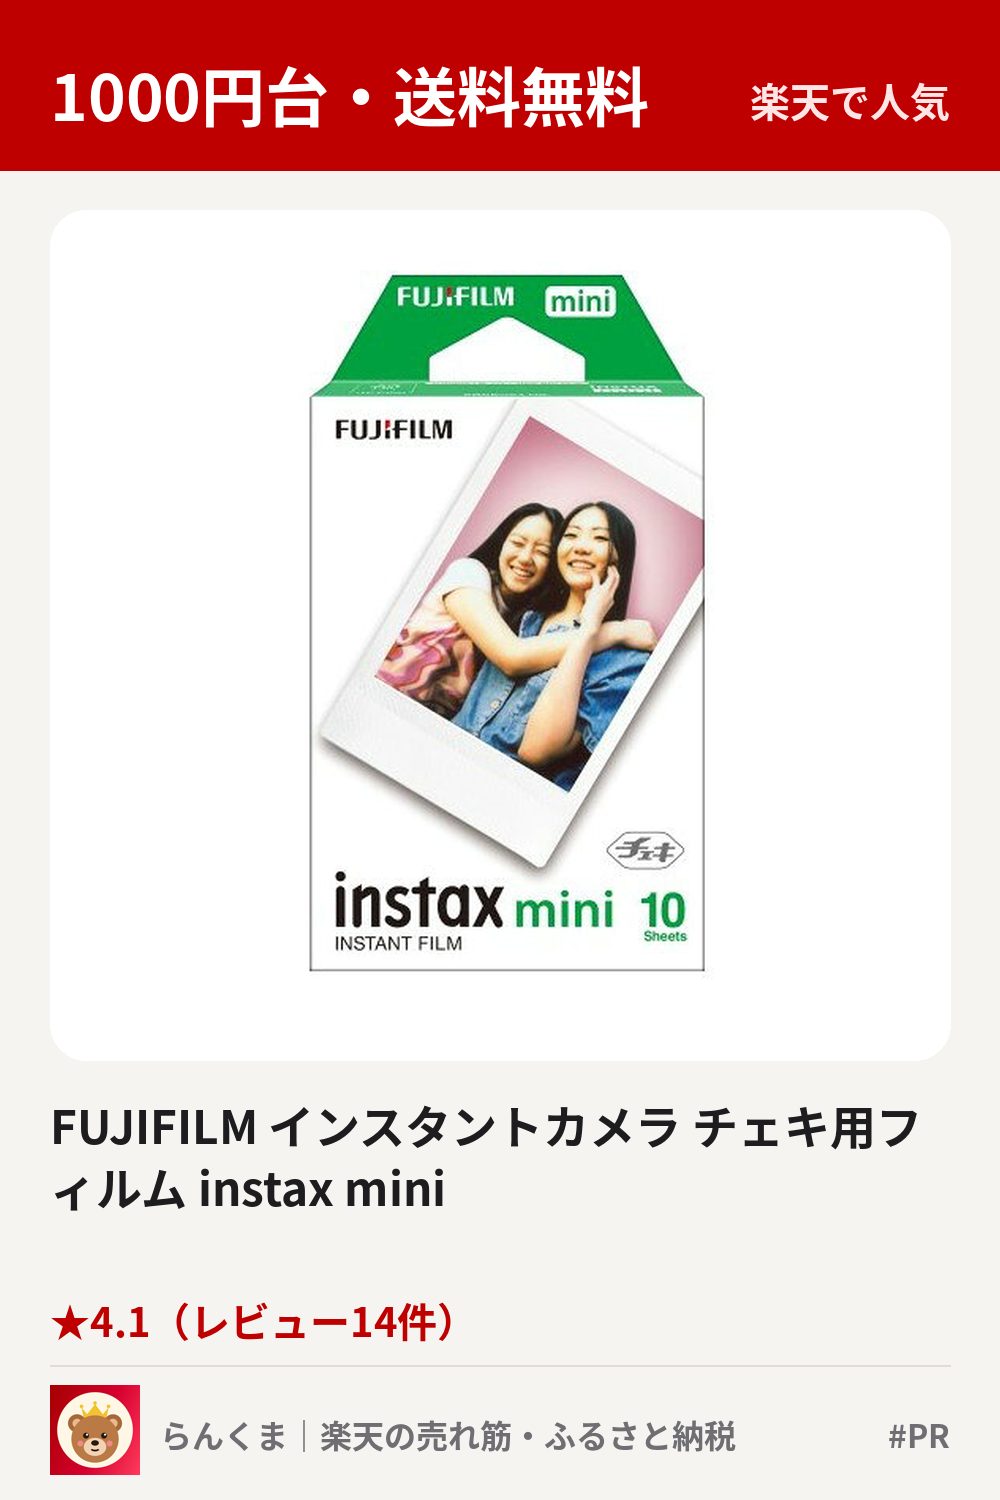 1000円台・送料無料
楽天で人気
FUJIFILM mini
FUJIFILM
チェキ
instax mini 10
Sheets
INSTANT FILM
FUJIFILM インスタントカメラ チェキ用フ
ィルム instax mini
★4.1（レビュー14件）
らんくま｜楽天の売れ筋・ふるさと納税
#PR